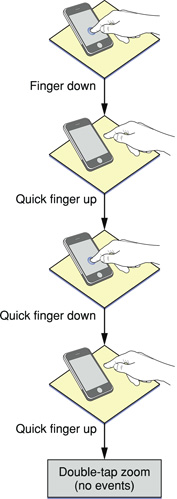 Finger down
Quick finger up
Quick finger down
Quick finger up
Double-tap zoom
(no events)